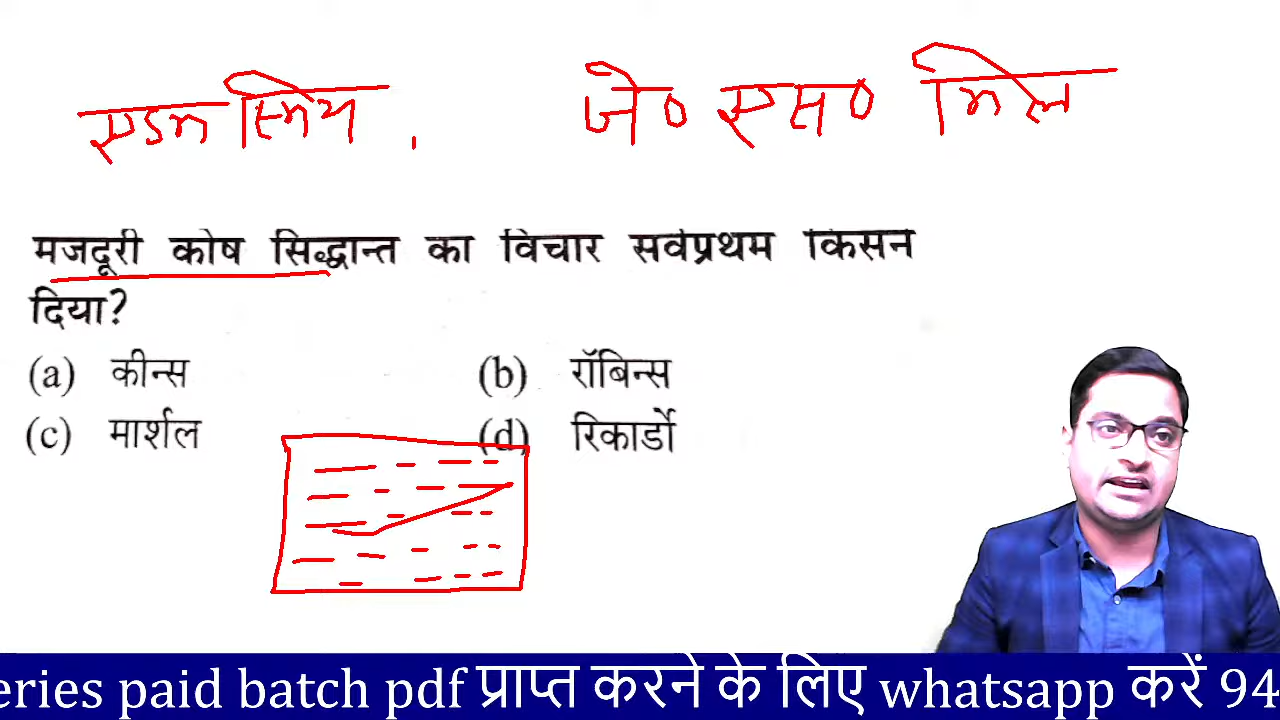 एडम स्मिथ , जे० एस० मिल
मजदूरी कोष सिद्धान्त का विचार सर्वप्रथम किसन
दिया?
(a) कीन्स (b) रॉबिन्स
(c) मार्शल (d) रिकार्डो
eries paid batch pdf प्राप्त करने के लिए whatsapp करें 94